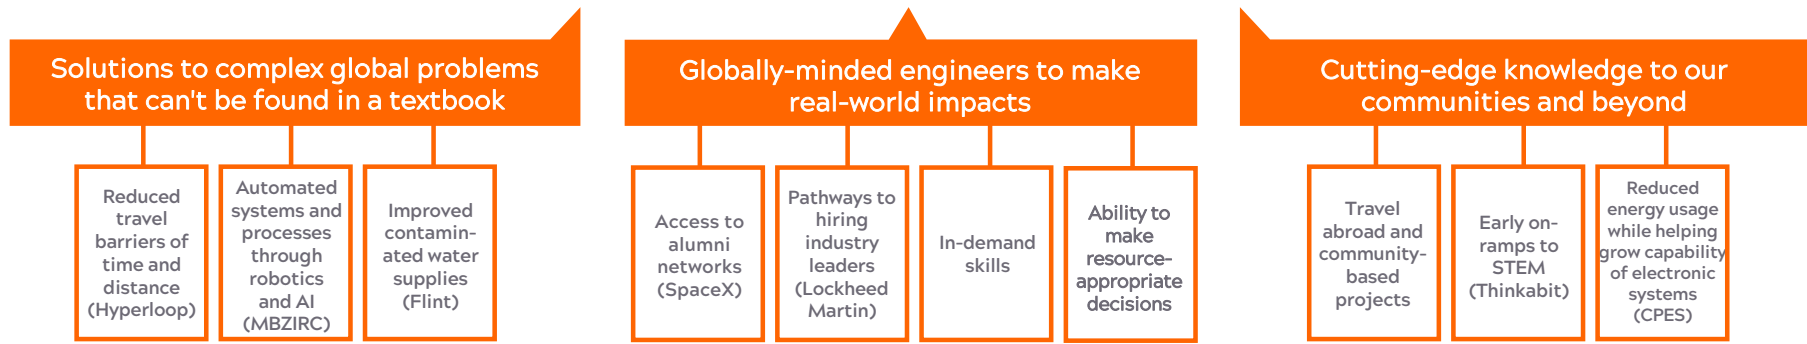 Solutions to complex global problems
that can't be found in a textbook
Reduced
travel
barriers of
time and
distance
(Hyperloop)
Automated
systems and
processes
through
robotics
and AI
(MBZIRC)
Improved
contamin-
ated water
supplies
(Flint)
Globally-minded engineers to make
real-world impacts
Access to
alumni
networks
(SpaceX)
Pathways to
hiring
industry
leaders
(Lockheed
Martin)
In-demand
skills
Ability to
make
resource-
appropriate
decisions
Cutting-edge knowledge to our
communities and beyond
Travel
abroad and
community-
based
projects
Early on-
ramps to
STEM
(Thinkabit)
Reduced
energy usage
while helping
grow capability
of electronic
systems
(CPES)